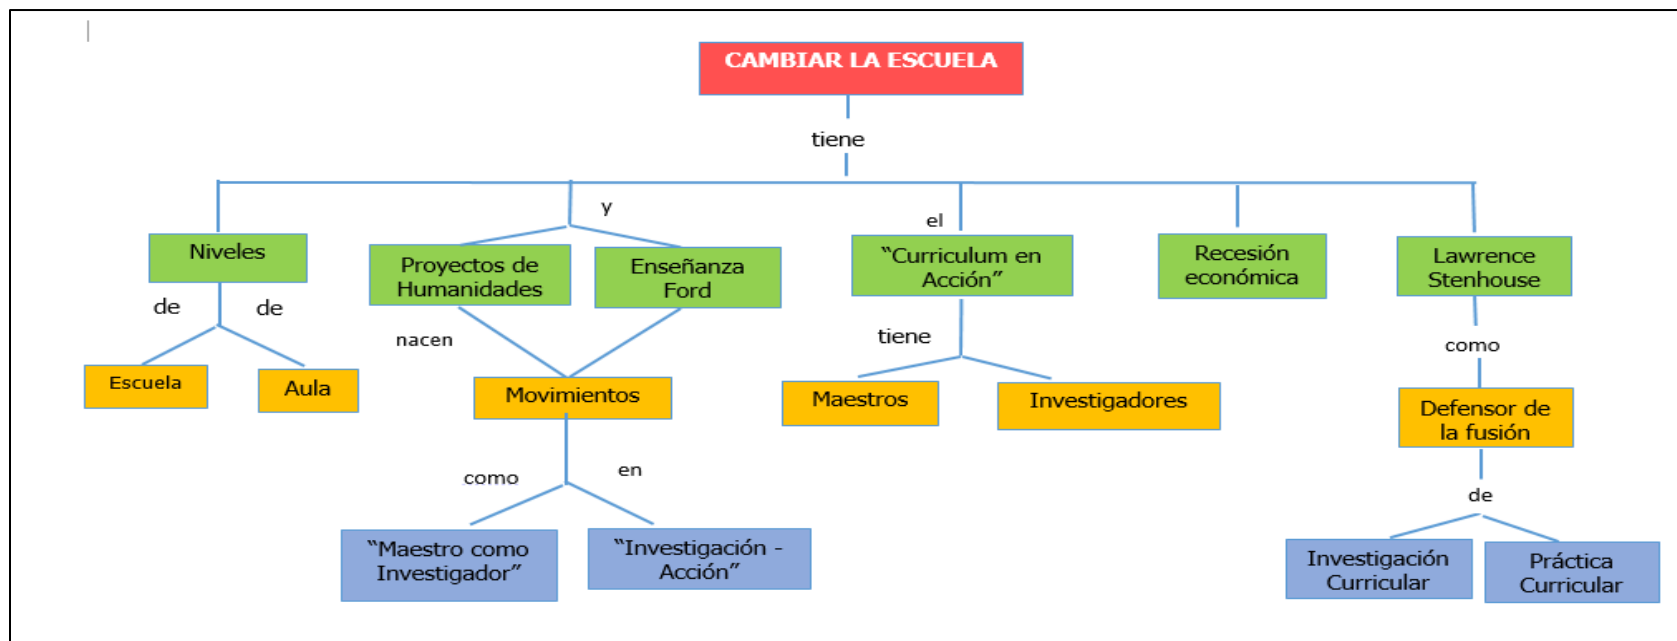 CAMBIAR LA ESCUELA
tiene
y
el
Niveles
Proyectos de
Humanidades
Enseñanza
Ford
“Curriculum en
Acción”
Recesión
económica
Lawrence
Stenhouse
de
de
nacen
tiene
como
Escuela
Aula
Movimientos
Maestros
Investigadores
Defensor de
la fusión
como
en
de
“Maestro como
Investigador”
“Investigación -
Acción”
Investigación
Curricular
Práctica
Curricular